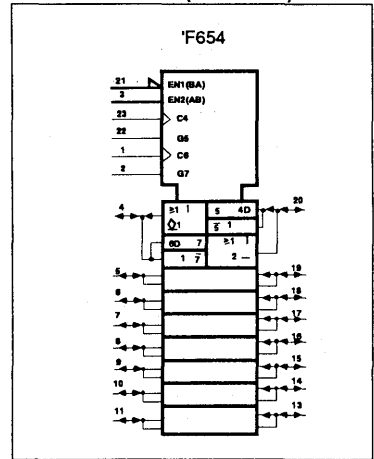 'F654
21 EN1(BA)
3 EN2(AB)
23 C4
22 G5
1 C6
2 G7
4 ≥1 1 5 4D 20
1 5̅ 1
6D 7 ≥1 1
1 7̅ 2
5 19
6 18
7 17
8 16
9 15
10 14
11 13